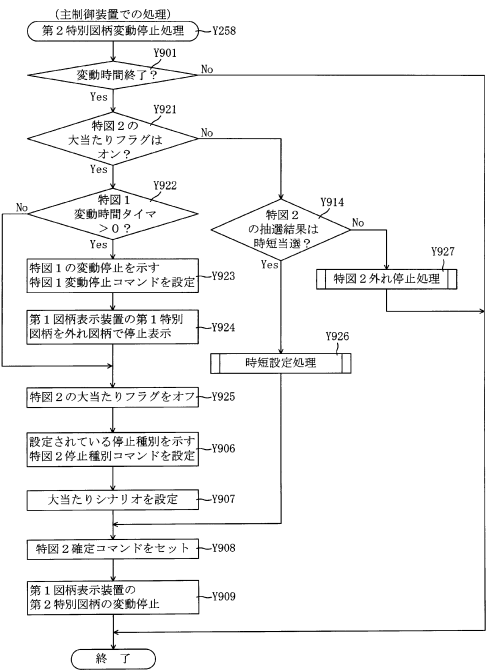 (主制御装置での処理)
第2特別図柄変動停止処理
Y258
Y901
変動時間終了?
No
Yes
Y921
特図2の
大当たりフラグは
オン?
No
Yes
Y922
特図1
変動時間タイマ
>0?
No
Yes
Y914
特図2
の抽選結果は
時短当選?
No
Yes
特図1の変動停止を示す
特図1変動停止コマンドを設定
Y923
Y927
特図2外れ停止処理
第1図柄表示装置の第1特別
図柄を外れ図柄で停止表示
Y924
Y926
時短設定処理
特図2の大当たりフラグをオフ
Y925
設定されている停止種別を示す
特図2停止種別コマンドを設定
Y906
大当たりシナリオを設定
Y907
特図2確定コマンドをセット
Y908
第1図柄表示装置の
第2特別図柄の変動停止
Y909
終 了